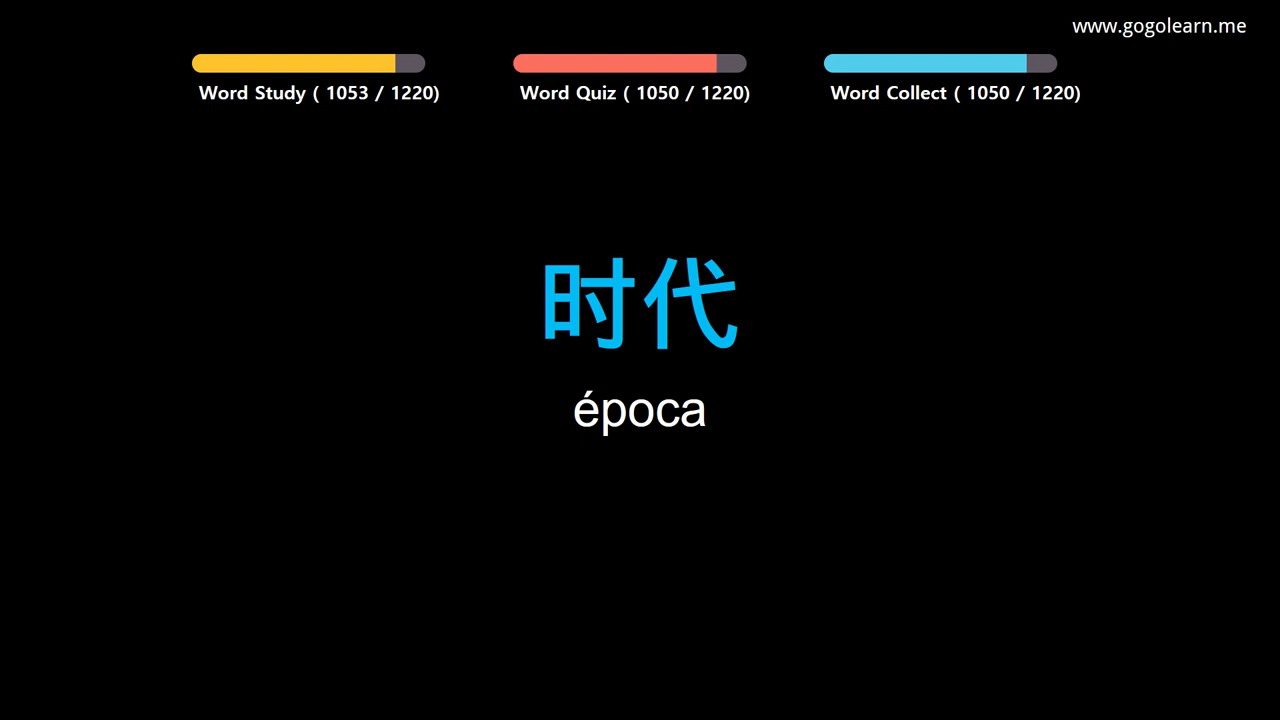 www.gogolearn.me
Word Study ( 1053 / 1220)
Word Quiz ( 1050 / 1220)
Word Collect ( 1050 / 1220)
时代
época